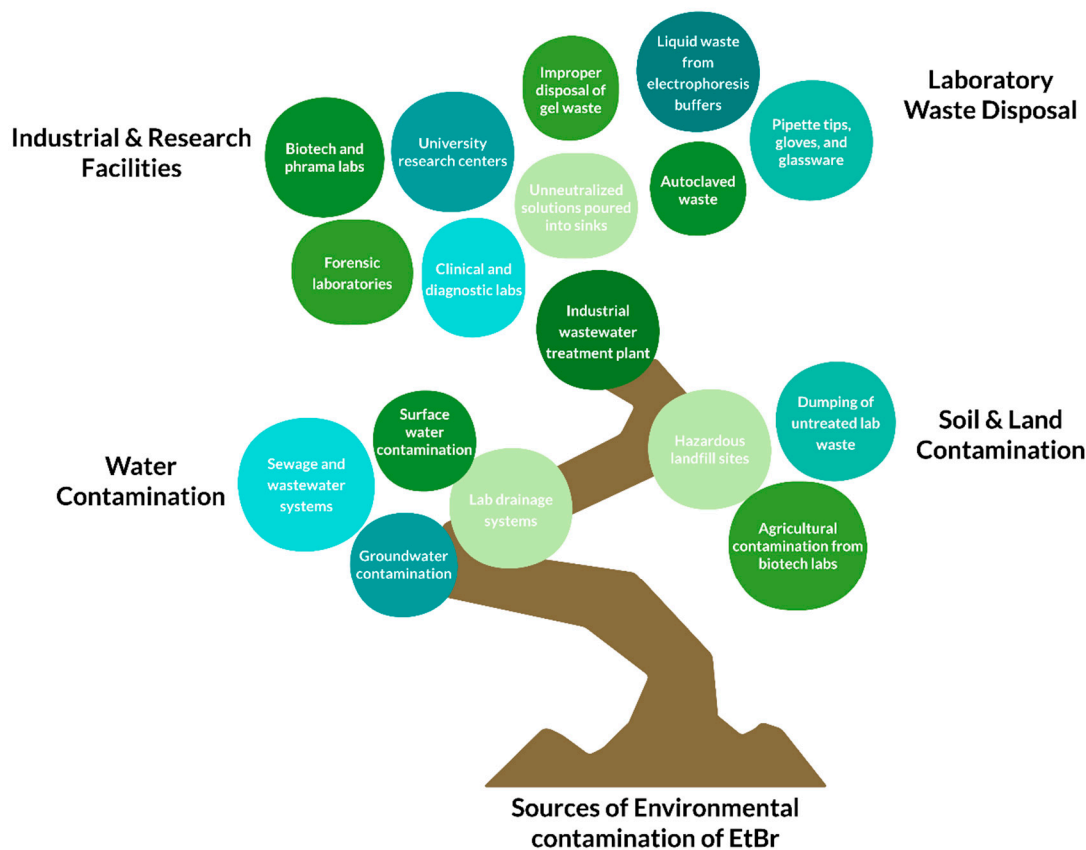 Industrial & Research
Facilities
Biotech and
phrama labs
University
research centers
Forensic
laboratories
Clinical and
diagnostic labs
Improper
disposal of
gel waste
Liquid waste
from
electrophoresis
buffers
Laboratory
Waste Disposal
Pipette tips,
gloves, and
glassware
Unneutralized
solutions poured
into sinks
Autoclaved
waste
Industrial
wastewater
treatment plant
Water
Contamination
Surface
water
contamination
Sewage and
wastewater
systems
Lab drainage
systems
Groundwater
contamination
Hazardous
landfill sites
Dumping of
untreated lab
waste
Soil & Land
Contamination
Agricultural
contamination from
biotech labs
Sources of Environmental
contamination of EtBr